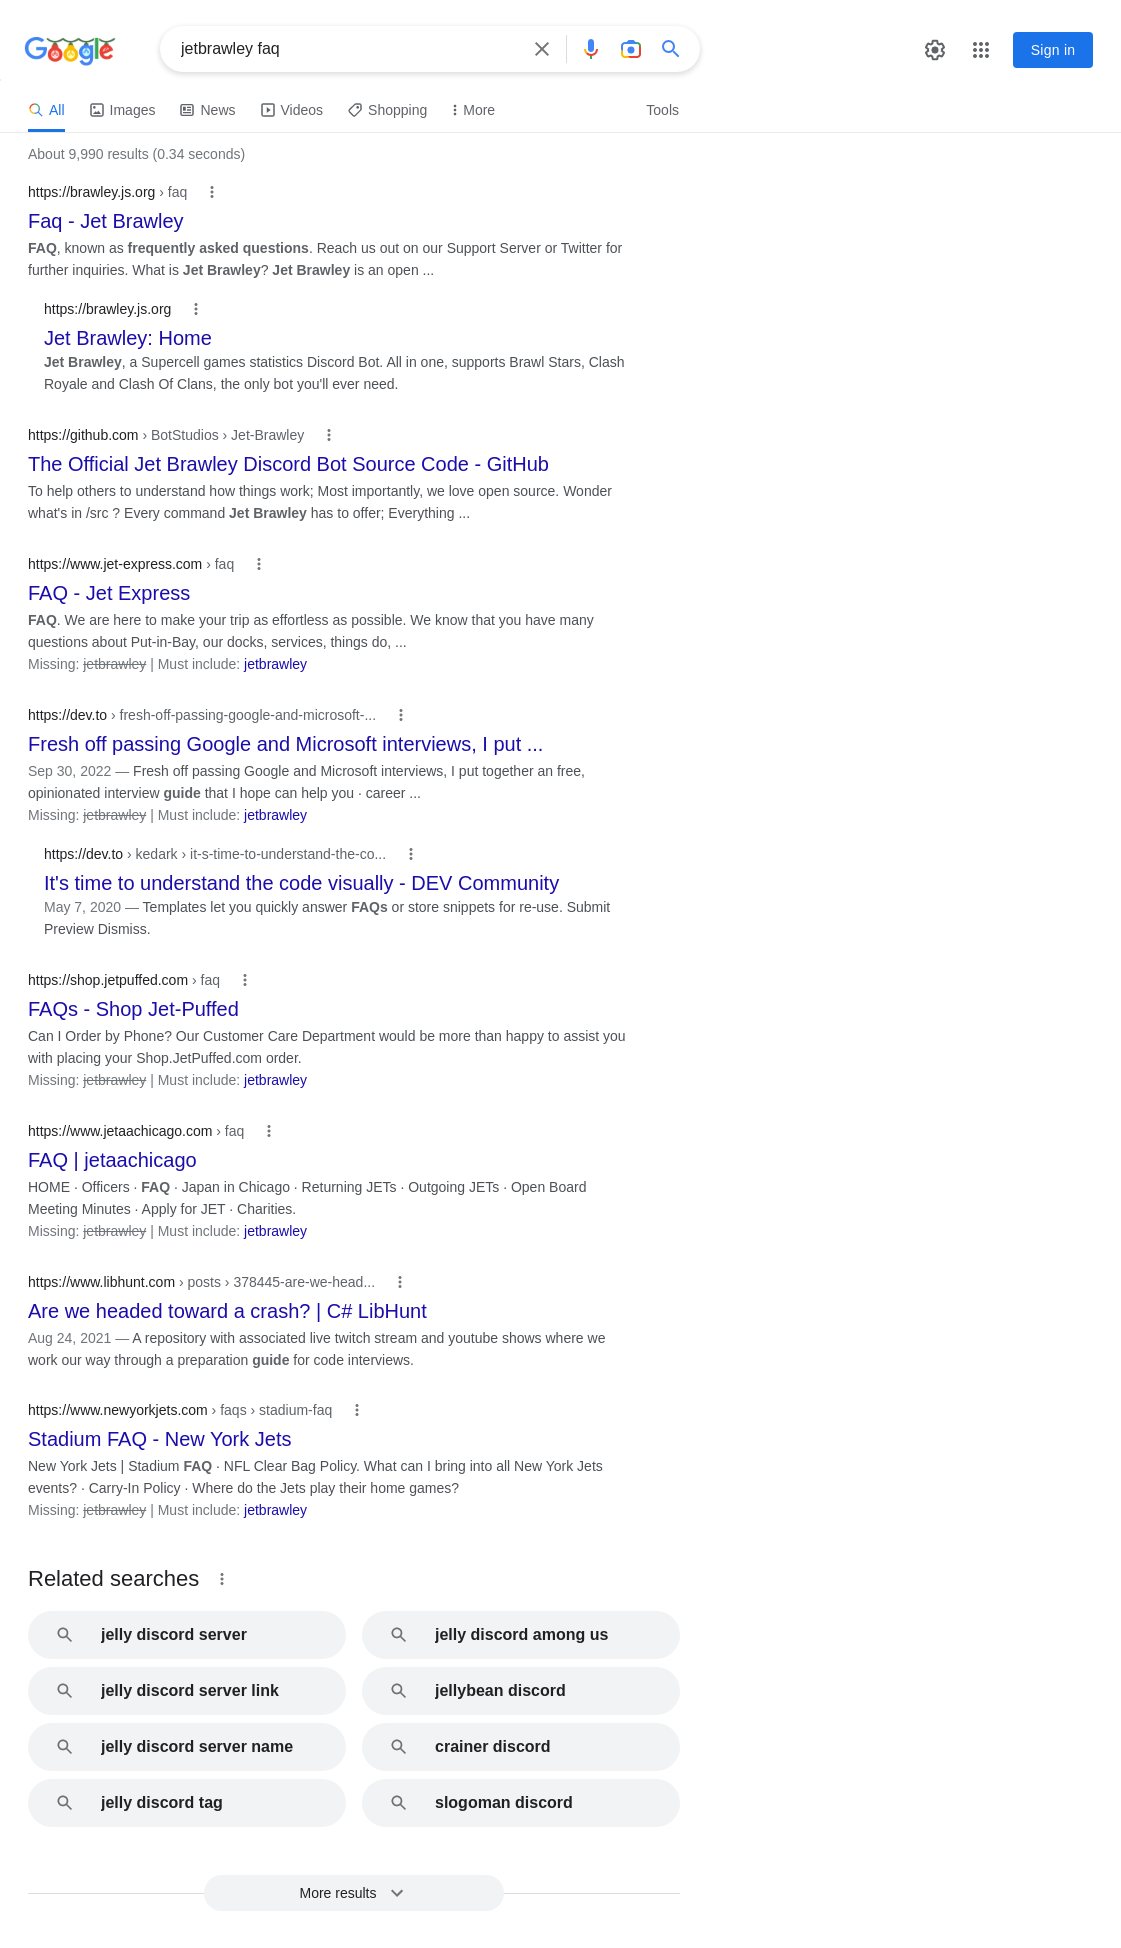 Google
jetbrawley faq
Sign in
All
Images
News
Videos
Shopping
More
Tools
About 9,990 results (0.34 seconds)
https://brawley.js.org › faq
Faq - Jet Brawley
FAQ, known as frequently asked questions. Reach us out on our Support Server or Twitter for
further inquiries. What is Jet Brawley? Jet Brawley is an open ...
https://brawley.js.org
Jet Brawley: Home
Jet Brawley, a Supercell games statistics Discord Bot. All in one, supports Brawl Stars, Clash
Royale and Clash Of Clans, the only bot you'll ever need.
https://github.com › BotStudios › Jet-Brawley
The Official Jet Brawley Discord Bot Source Code - GitHub
To help others to understand how things work; Most importantly, we love open source. Wonder
what's in /src ? Every command Jet Brawley has to offer; Everything ...
https://www.jet-express.com › faq
FAQ - Jet Express
FAQ. We are here to make your trip as effortless as possible. We know that you have many
questions about Put-in-Bay, our docks, services, things do, ...
Missing: jetbrawley | Must include: jetbrawley
https://dev.to › fresh-off-passing-google-and-microsoft-...
Fresh off passing Google and Microsoft interviews, I put ...
Sep 30, 2022 — Fresh off passing Google and Microsoft interviews, I put together an free,
opinionated interview guide that I hope can help you · career ...
Missing: jetbrawley | Must include: jetbrawley
https://dev.to › kedark › it-s-time-to-understand-the-co...
It's time to understand the code visually - DEV Community
May 7, 2020 — Templates let you quickly answer FAQs or store snippets for re-use. Submit
Preview Dismiss.
https://shop.jetpuffed.com › faq
FAQs - Shop Jet-Puffed
Can I Order by Phone? Our Customer Care Department would be more than happy to assist you
with placing your Shop.JetPuffed.com order.
Missing: jetbrawley | Must include: jetbrawley
https://www.jetaachicago.com › faq
FAQ | jetaachicago
HOME · Officers · FAQ · Japan in Chicago · Returning JETs · Outgoing JETs · Open Board
Meeting Minutes · Apply for JET · Charities.
Missing: jetbrawley | Must include: jetbrawley
https://www.libhunt.com › posts › 378445-are-we-head...
Are we headed toward a crash? | C# LibHunt
Aug 24, 2021 — A repository with associated live twitch stream and youtube shows where we
work our way through a preparation guide for code interviews.
https://www.newyorkjets.com › faqs › stadium-faq
Stadium FAQ - New York Jets
New York Jets | Stadium FAQ · NFL Clear Bag Policy. What can I bring into all New York Jets
events? · Carry-In Policy · Where do the Jets play their home games?
Missing: jetbrawley | Must include: jetbrawley
Related searches
jelly discord server
jelly discord among us
jelly discord server link
jellybean discord
jelly discord server name
crainer discord
jelly discord tag
slogoman discord
More results